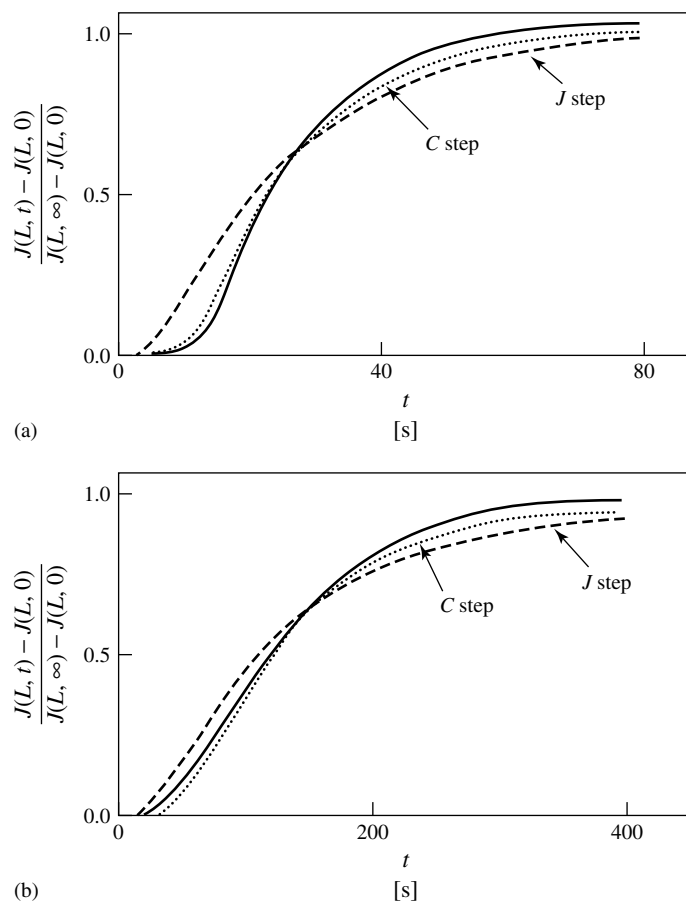 1.0
0.5
0.0
J(L, t) − J(L, 0)
J(L, ∞) − J(L, 0)
J step
C step
0
40
80
t
[s]
(a)
1.0
0.5
0.0
J(L, t) − J(L, 0)
J(L, ∞) − J(L, 0)
J step
C step
0
200
400
t
[s]
(b)